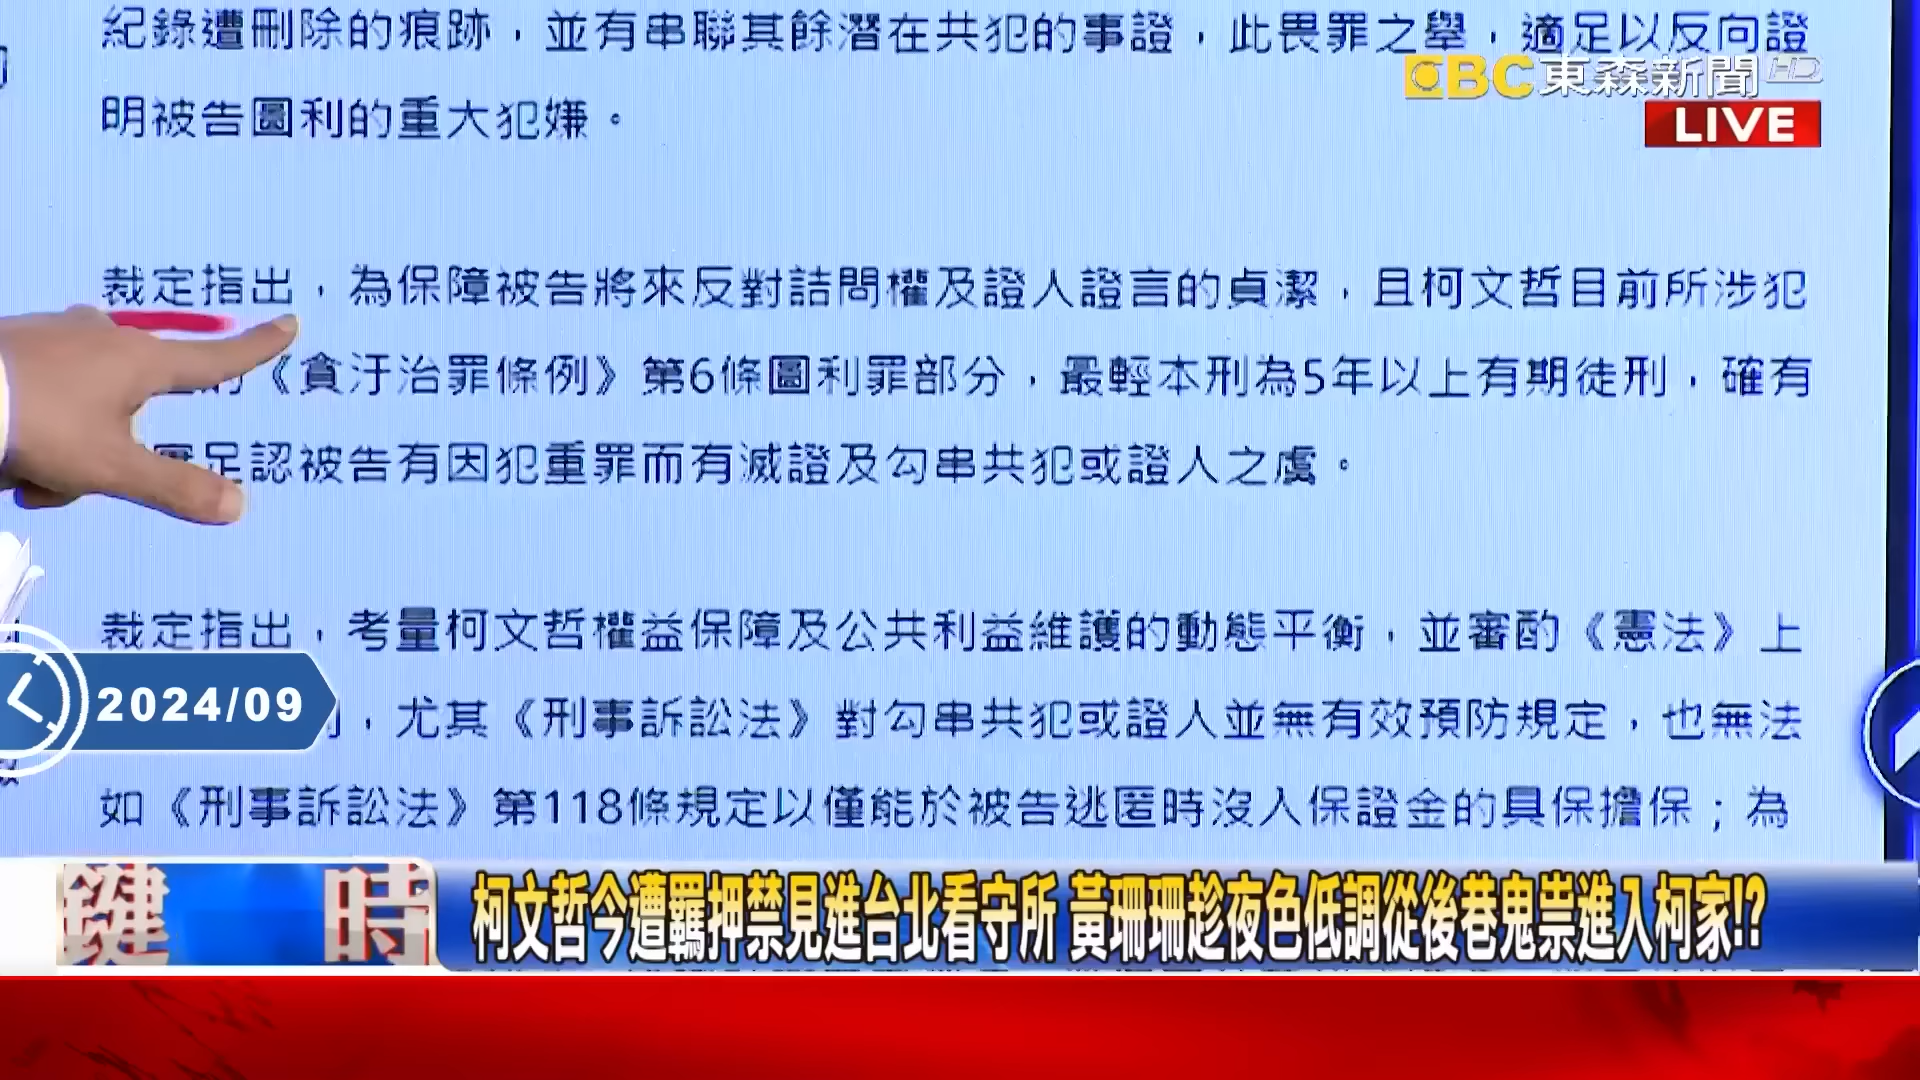 紀錄遭刪除的痕跡，並有串聯其餘潛在共犯的事證，此畏罪之舉，適足以反向證
明被告圖利的重大犯嫌。
EBC東森新聞HD
LIVE
裁定指出，為保障被告將來反對詰問權及證人證言的貞潔，且柯文哲目前所涉犯
《貪汙治罪條例》第6條圖利罪部分，最輕本刑為5年以上有期徒刑，確有
足認被告有因犯重罪而有滅證及勾串共犯或證人之虞。
裁定指出，考量柯文哲權益保障及公共利益維護的動態平衡，並審酌《憲法》上
2024/09
，尤其《刑事訴訟法》對勾串共犯或證人並無有效預防規定，也無法
如《刑事訴訟法》第118條規定以僅能於被告逃匿時沒入保證金的具保擔保；為
鍵 時
柯文哲今遭羈押禁見進台北看守所 黃珊珊趁夜色低調從後巷鬼祟進入柯家!?